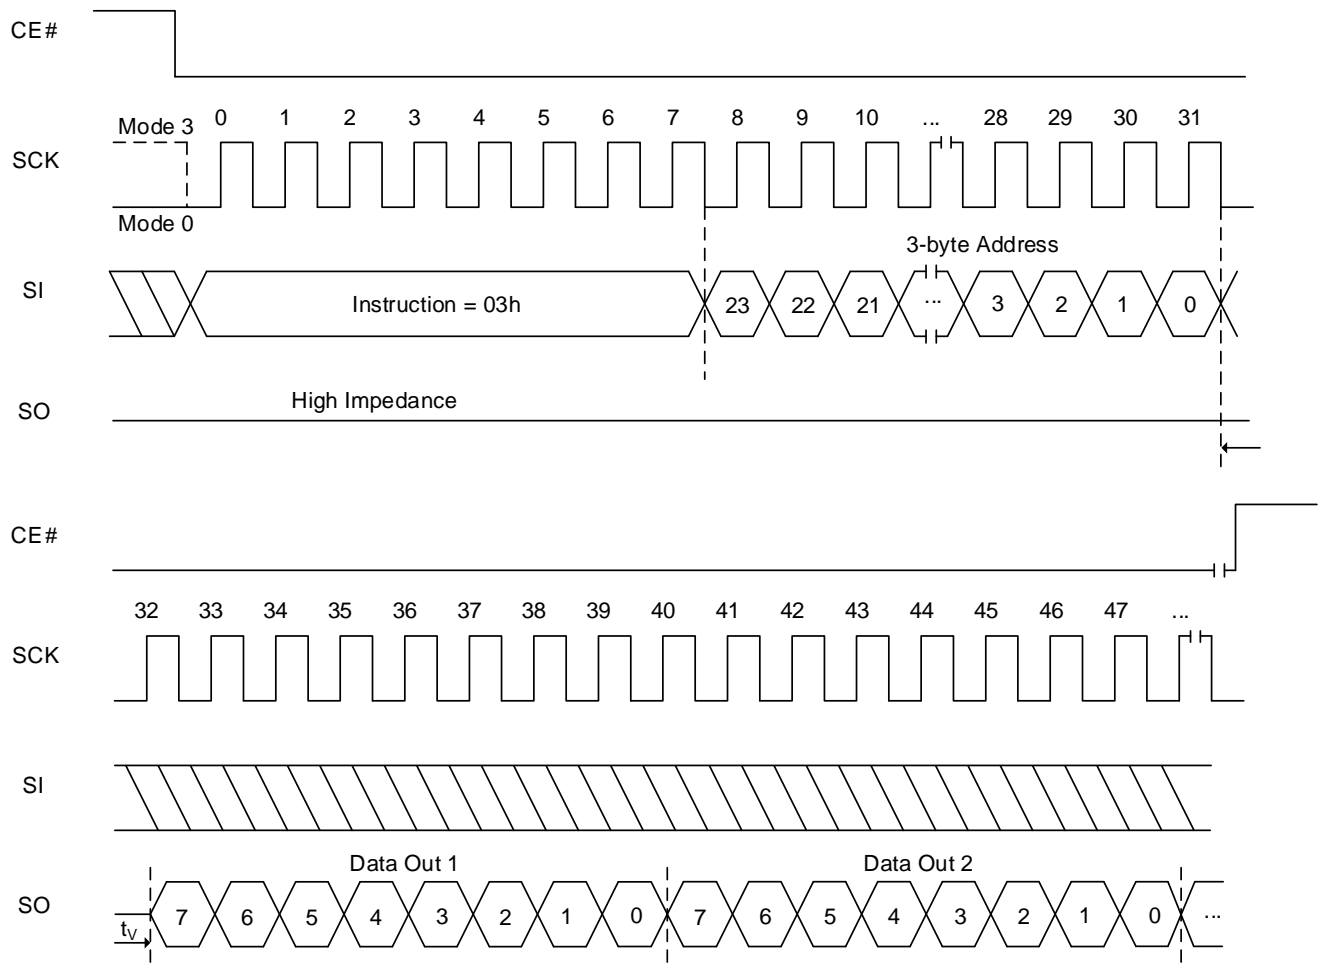 CE#
0 1 2 3 4 5 6 7 8 9 10 ... 28 29 30 31
Mode 3
SCK
Mode 0
3-byte Address
SI
Instruction = 03h 23 22 21 ... 3 2 1 0
High Impedance
SO
CE#
32 33 34 35 36 37 38 39 40 41 42 43 44 45 46 47 ...
SCK
SI
Data Out 1 Data Out 2
SO
7 6 5 4 3 2 1 0 7 6 5 4 3 2 1 0 ...
tV